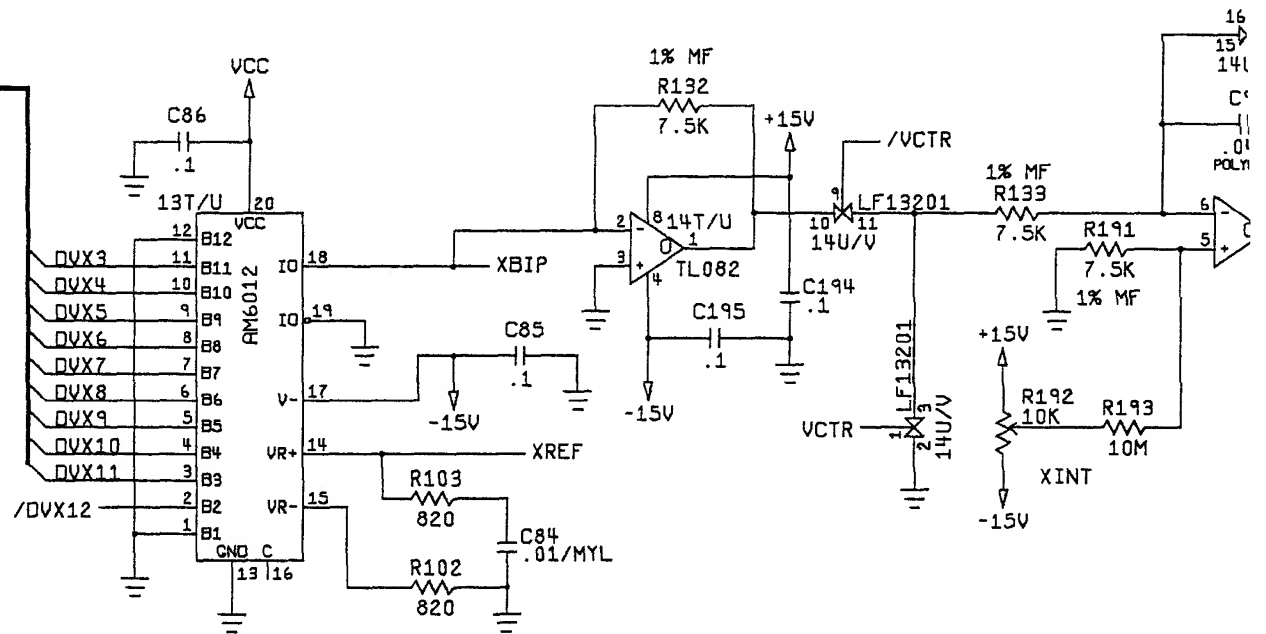 VCC
C86
.1
13T/U
20
VCC
12
B12
DVX3
11
B11
DVX4
10
B10
DVX5
9
B9
DVX6
8
B8
DVX7
7
B7
DVX8
6
B6
DVX9
5
B5
DVX10
4
B4
DVX11
3
B3
/DVX12
2
B2
1
B1
AM6012
IO
18
XBIP
IO
19
V-
17
-15V
C85
.1
VR+
14
XREF
VR-
15
R103
820
C84
.01/MYL
R102
820
GND
C
13
16
1% MF
R132
7.5K
+15V
2
-
8
14T/U
3
+
O
1
TL082
4
C194
.1
C195
.1
-15V
/VCTR
9
LF13201
10
11
14U/V
LF13201
VCTR
1
3
2
14U/V
1% MF
R133
7.5K
R191
7.5K
1% MF
+15V
R192
10K
R193
10M
XINT
-15V
16
15
14U
.0
POLY
6
-
5
+